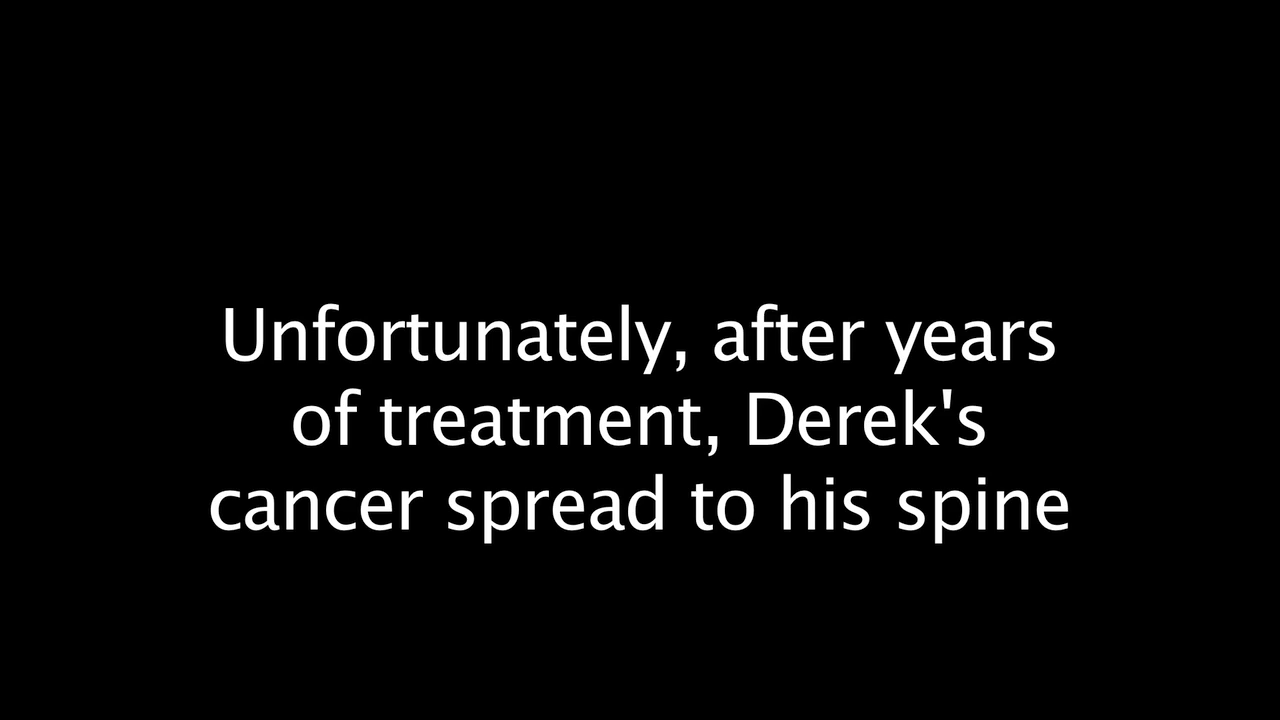 Unfortunately, after years
of treatment, Derek's
cancer spread to his spine